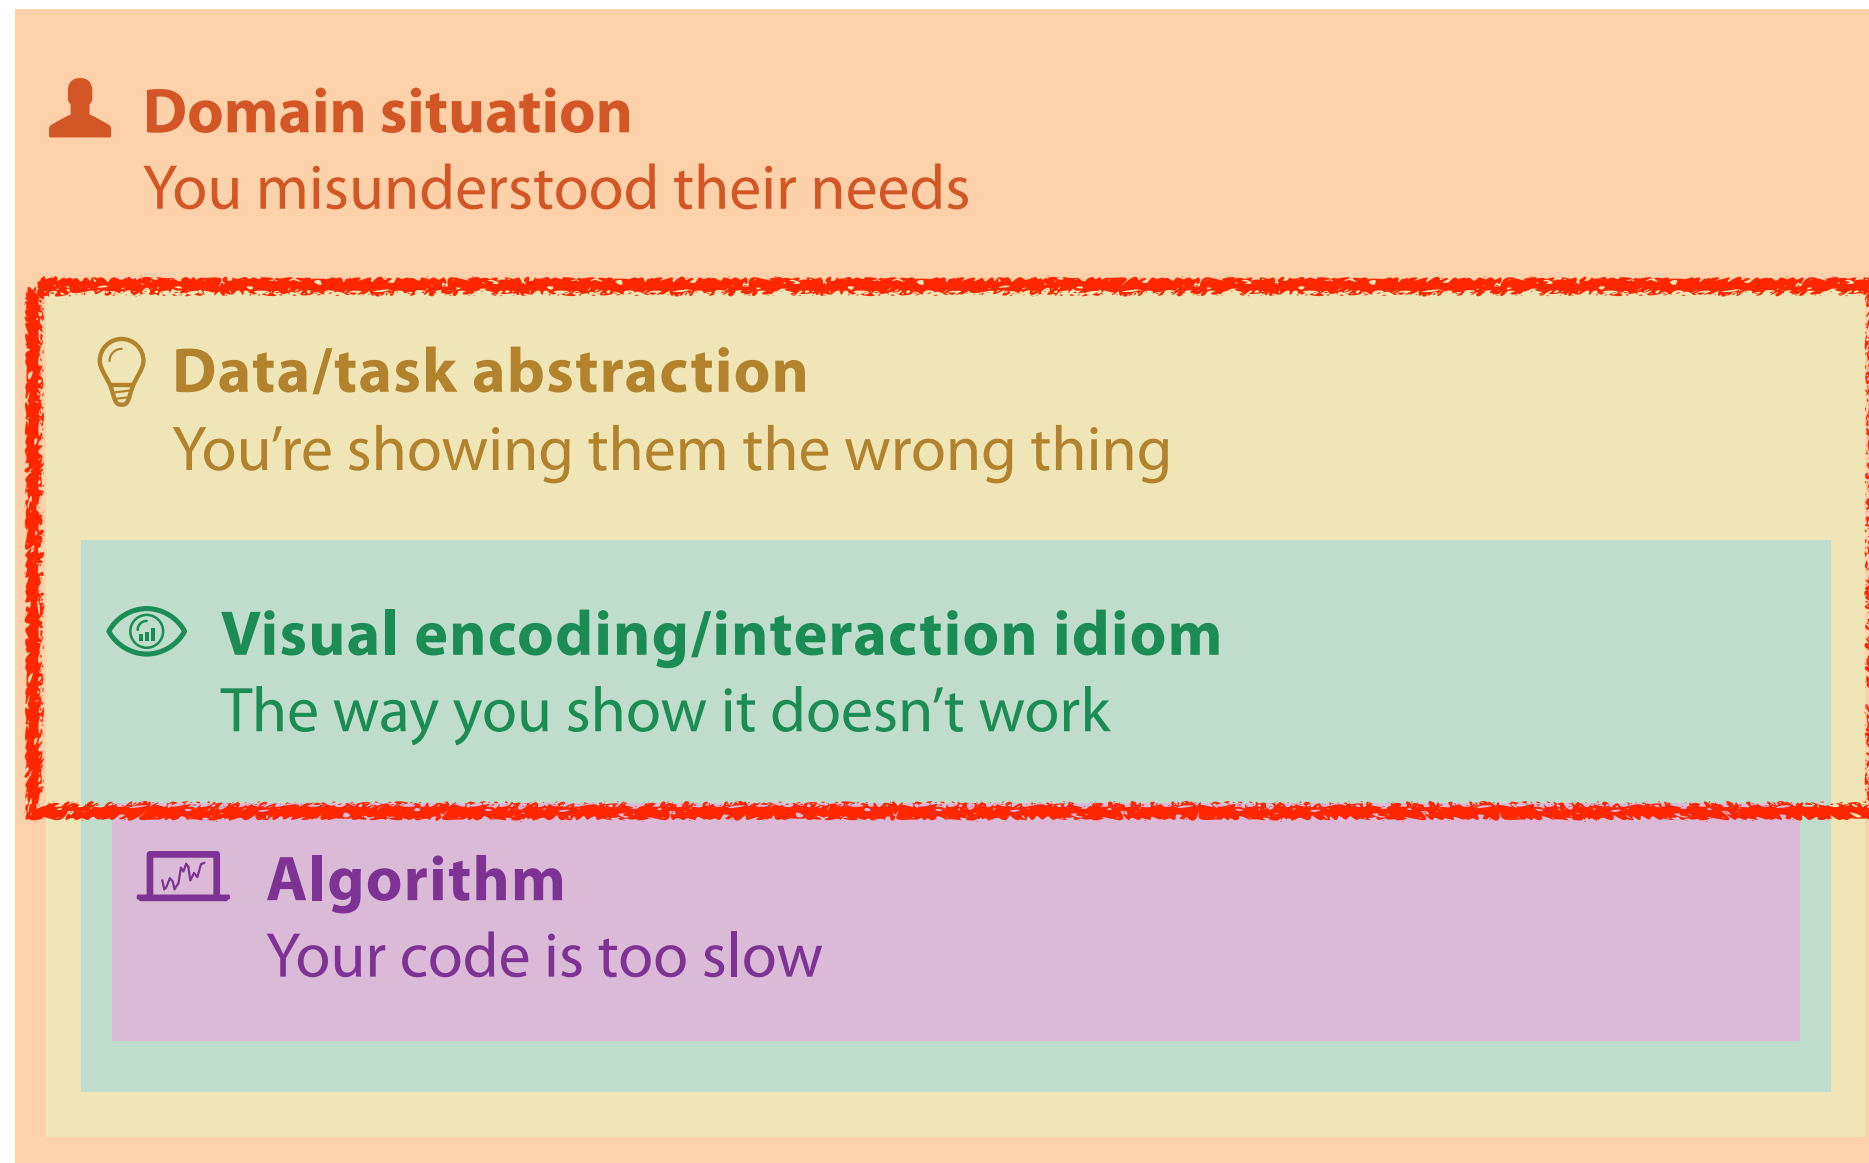 Domain situation
You misunderstood their needs
Data/task abstraction
You’re showing them the wrong thing
Visual encoding/interaction idiom
The way you show it doesn’t work
Algorithm
Your code is too slow